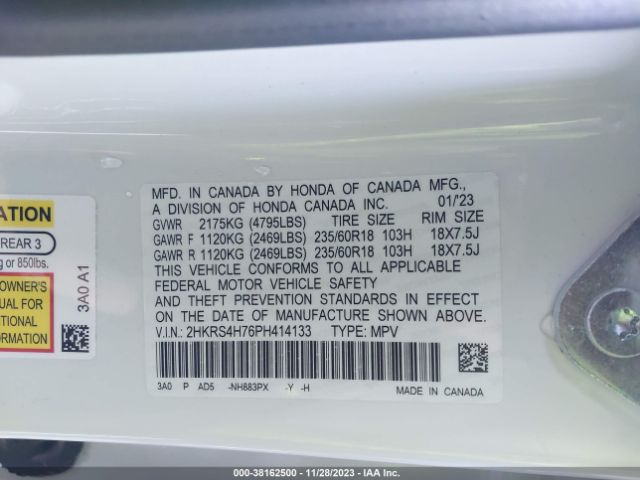 ATION
REAR 3
g or 850lbs.
OWNER'S
UAL FOR
ITIONAL
RMATION
3A0 A1
MFD. IN CANADA BY HONDA OF CANADA MFG.,
A DIVISION OF HONDA CANADA INC. 01/'23
GVWR 2175KG (4795LBS) TIRE SIZE RIM SIZE
GAWR F 1120KG (2469LBS) 235/60R18 103H 18X7.5J
GAWR R 1120KG (2469LBS) 235/60R18 103H 18X7.5J
THIS VEHICLE CONFORMS TO ALL APPLICABLE
FEDERAL MOTOR VEHICLE SAFETY
AND THEFT PREVENTION STANDARDS IN EFFECT
ON THE DATE OF MANUFACTURE SHOWN ABOVE.
V.I.N.: 2HKRS4H76PH414133 TYPE: MPV
3A0 P AD5 -NH883PX -Y -H
MADE IN CANADA
000-38162500 - 11/28/2023 - IAA Inc.